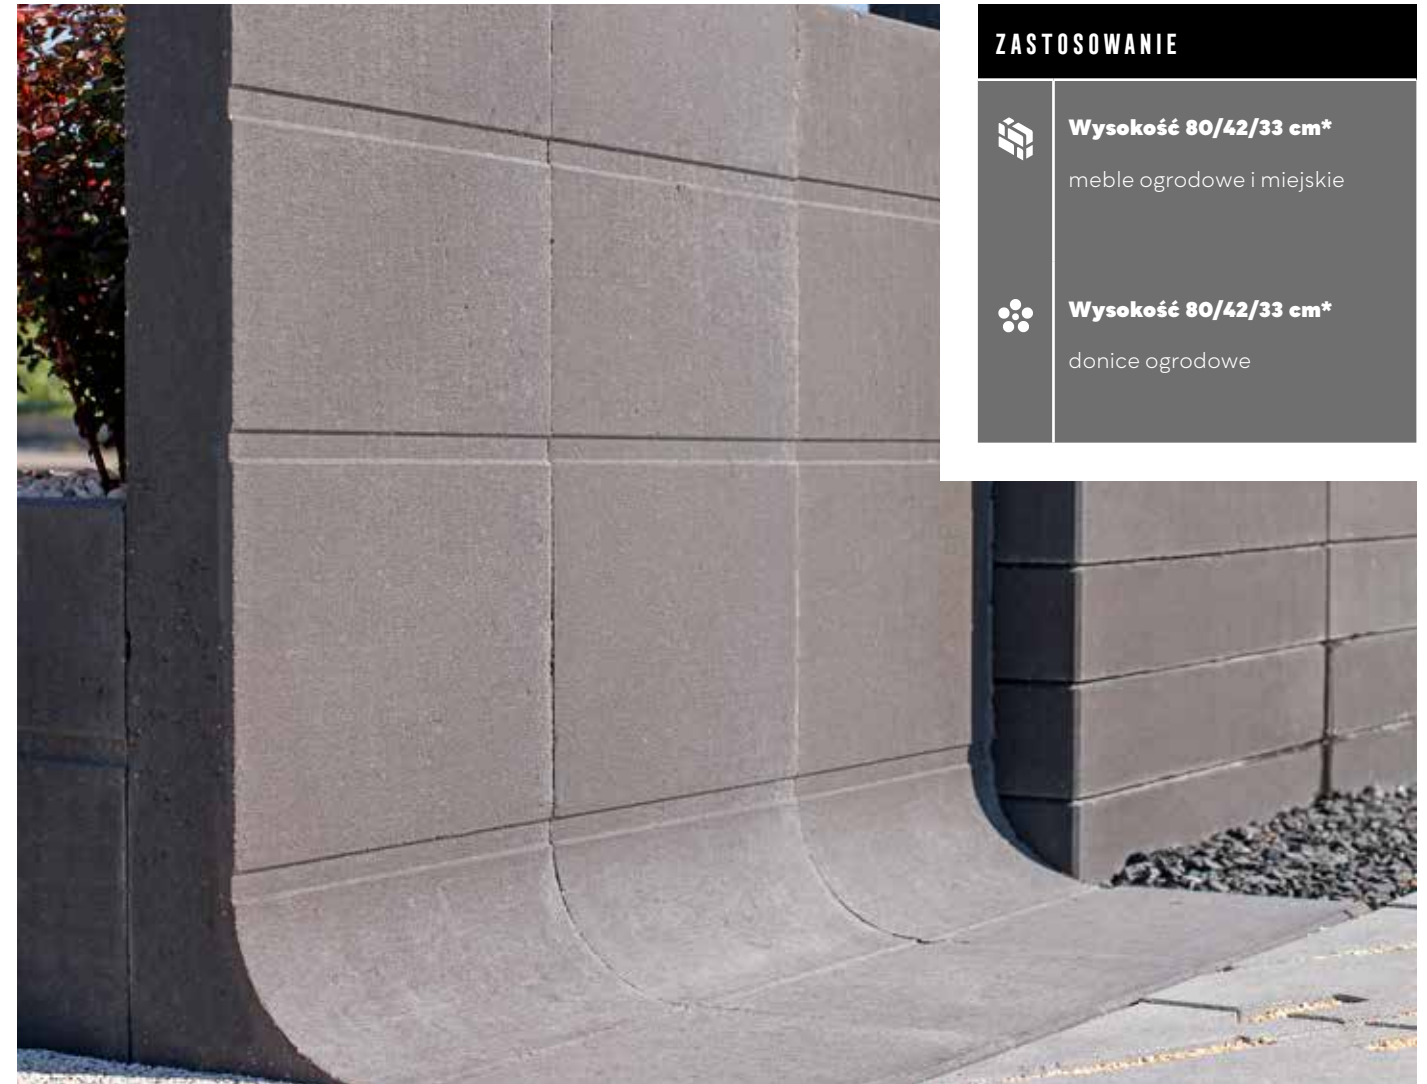 ZASTOSOWANIE
Wysokość 80/42/33 cm*
meble ogrodowe i miejskie
Wysokość 80/42/33 cm*
donice ogrodowe